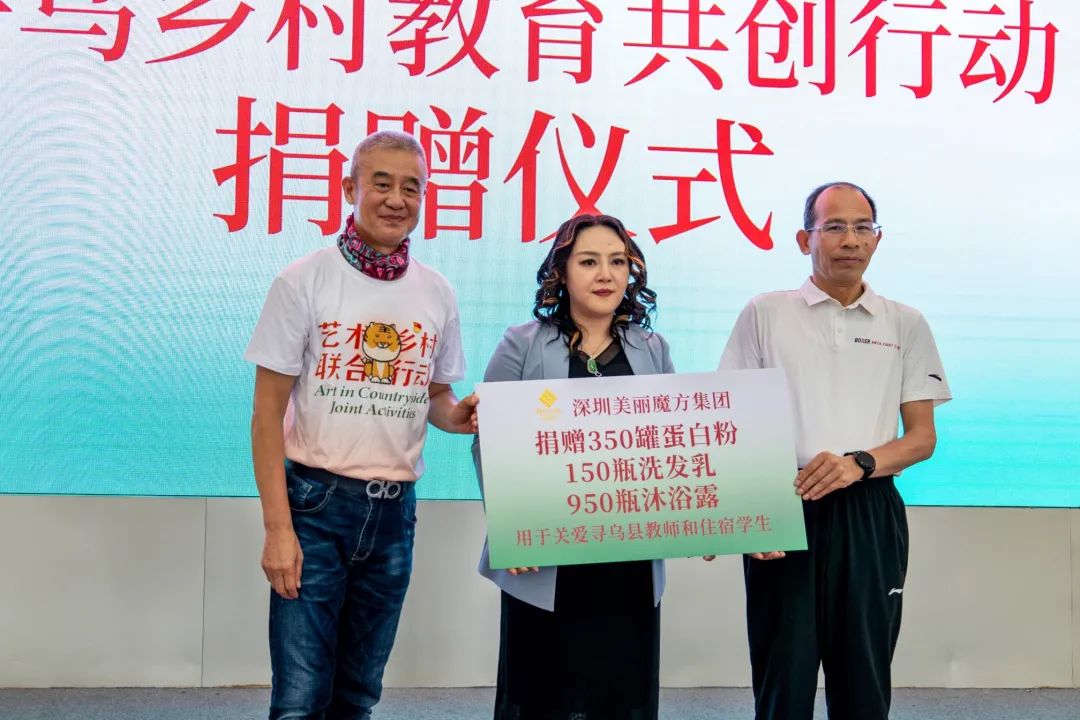 乌乡村教育共创行动
捐赠仪式
艺术乡村
联合行动
Art in Countryside
Joint Activities
深圳美丽魔方集团
捐赠350罐蛋白粉
150瓶洗发乳
950瓶沐浴露
用于关爱寻乌县教师和住宿学生